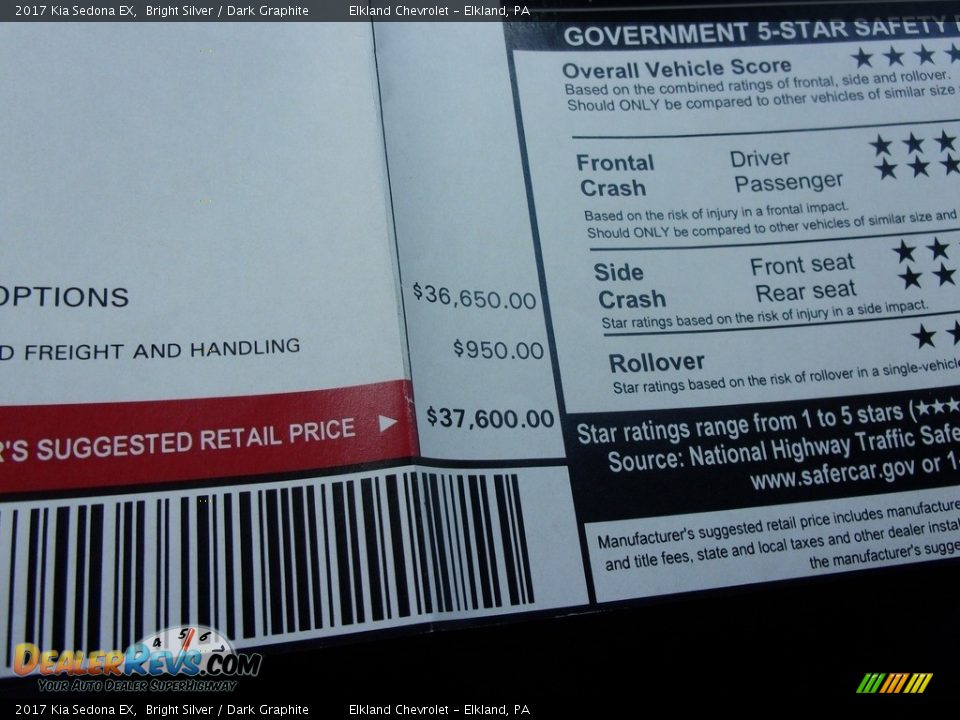 2017 Kia Sedona EX, Bright Silver / Dark Graphite Elkland Chevrolet - Elkland, PA
GOVERNMENT 5-STAR SAFETY
Overall Vehicle Score ★★★★
Based on the combined ratings of frontal, side and rollover.
Should ONLY be compared to other vehicles of similar size
Frontal Crash
Driver ★★★
Passenger ★★★
Based on the risk of injury in a frontal impact.
Should ONLY be compared to other vehicles of similar size and
Side Crash
Front seat ★★
Rear seat ★★
Star ratings based on the risk of injury in a side impact.
Rollover ★★
Star ratings based on the risk of rollover in a single-vehicle
Star ratings range from 1 to 5 stars (★★★
Source: National Highway Traffic Safe
www.safercar.gov or 1-
Manufacturer's suggested retail price includes manufacture
and title fees, state and local taxes and other dealer instal
the manufacturer's sugge
OPTIONS $36,650.00
D FREIGHT AND HANDLING $950.00
R'S SUGGESTED RETAIL PRICE $37,600.00
4 5 6
DEALERREVS.COM
YOUR AUTO DEALER SUPERHIGHWAY
2017 Kia Sedona EX, Bright Silver / Dark Graphite Elkland Chevrolet - Elkland, PA